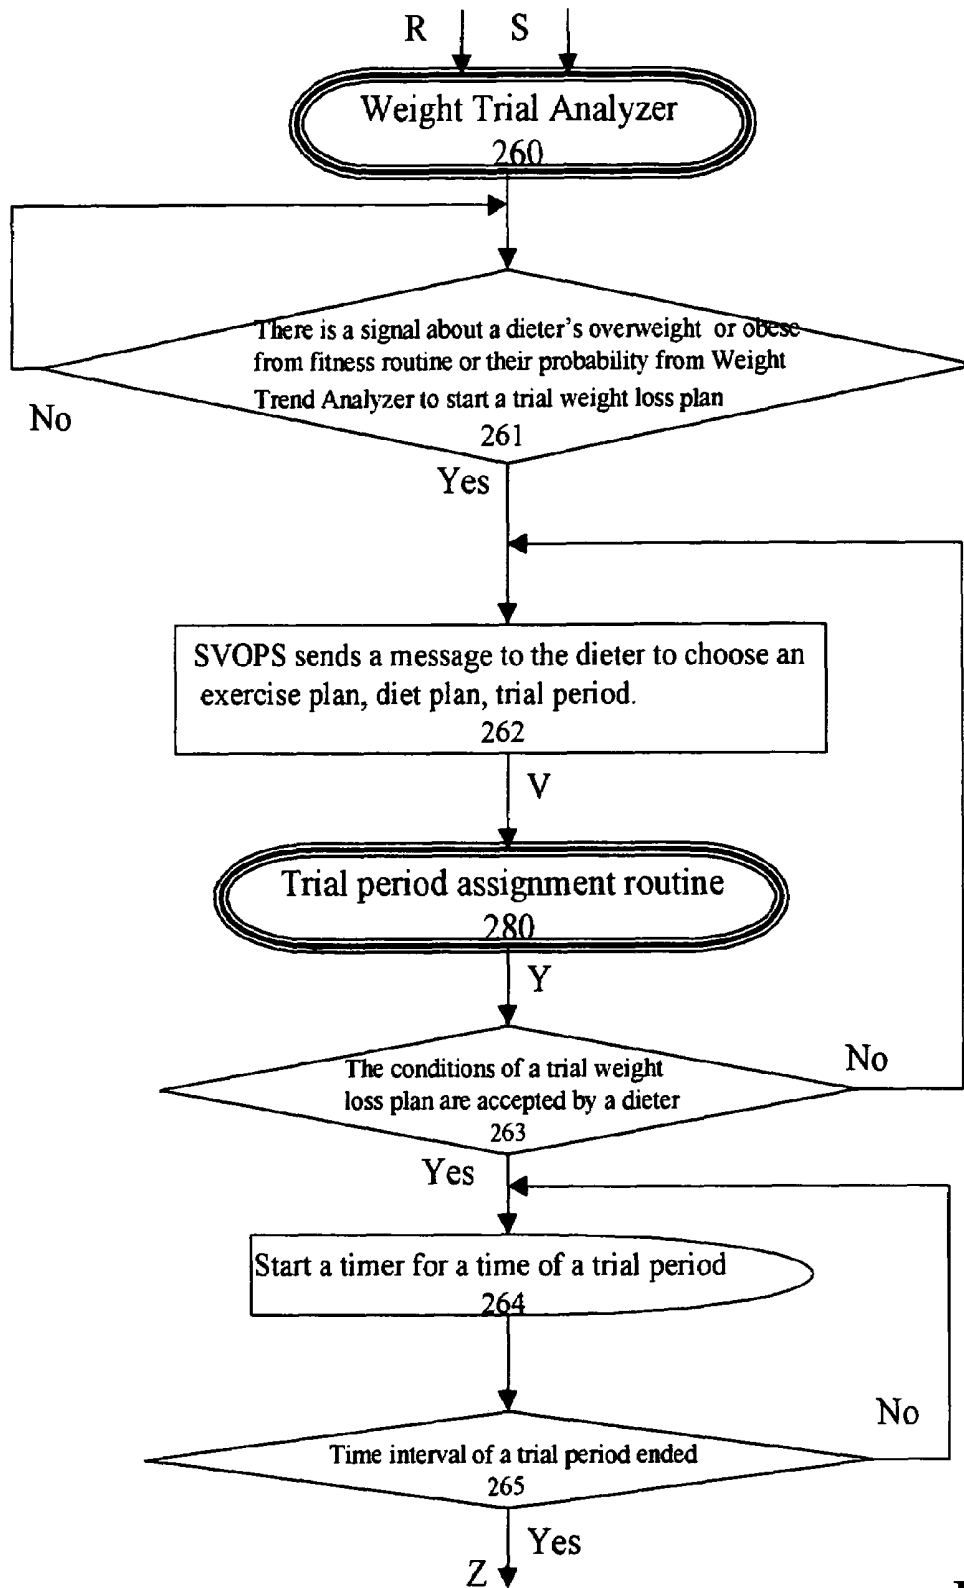 R S
Weight Trial Analyzer
260
There is a signal about a dieter's overweight or obese
from fitness routine or their probability from Weight
Trend Analyzer to start a trial weight loss plan
261
No
Yes
SVOPS sends a message to the dieter to choose an
exercise plan, diet plan, trial period.
262
V
Trial period assignment routine
280
Y
The conditions of a trial weight
loss plan are accepted by a dieter
263
No
Yes
Start a timer for a time of a trial period
264
Time interval of a trial period ended
265
No
Yes
Z